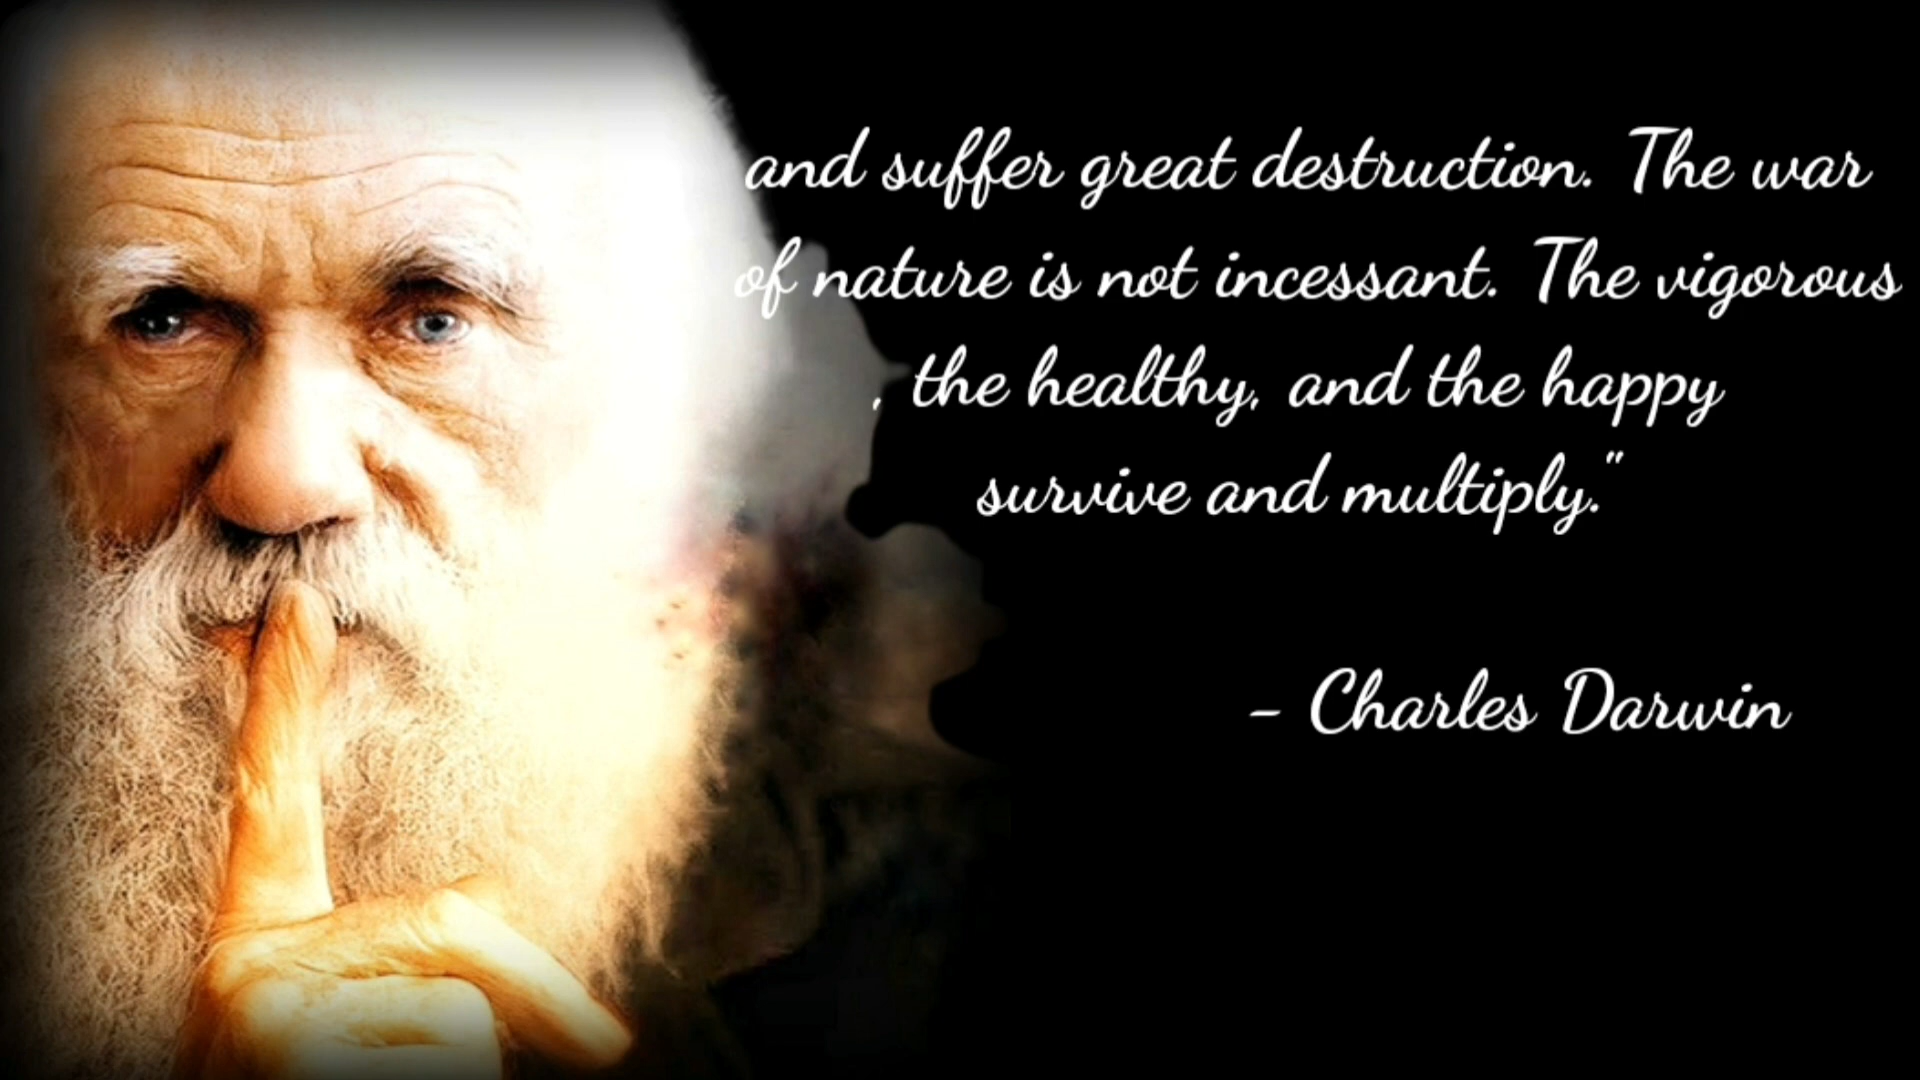 and suffer great destruction. The war
of nature is not incessant. The vigorous
, the healthy, and the happy
survive and multiply."
- Charles Darwin